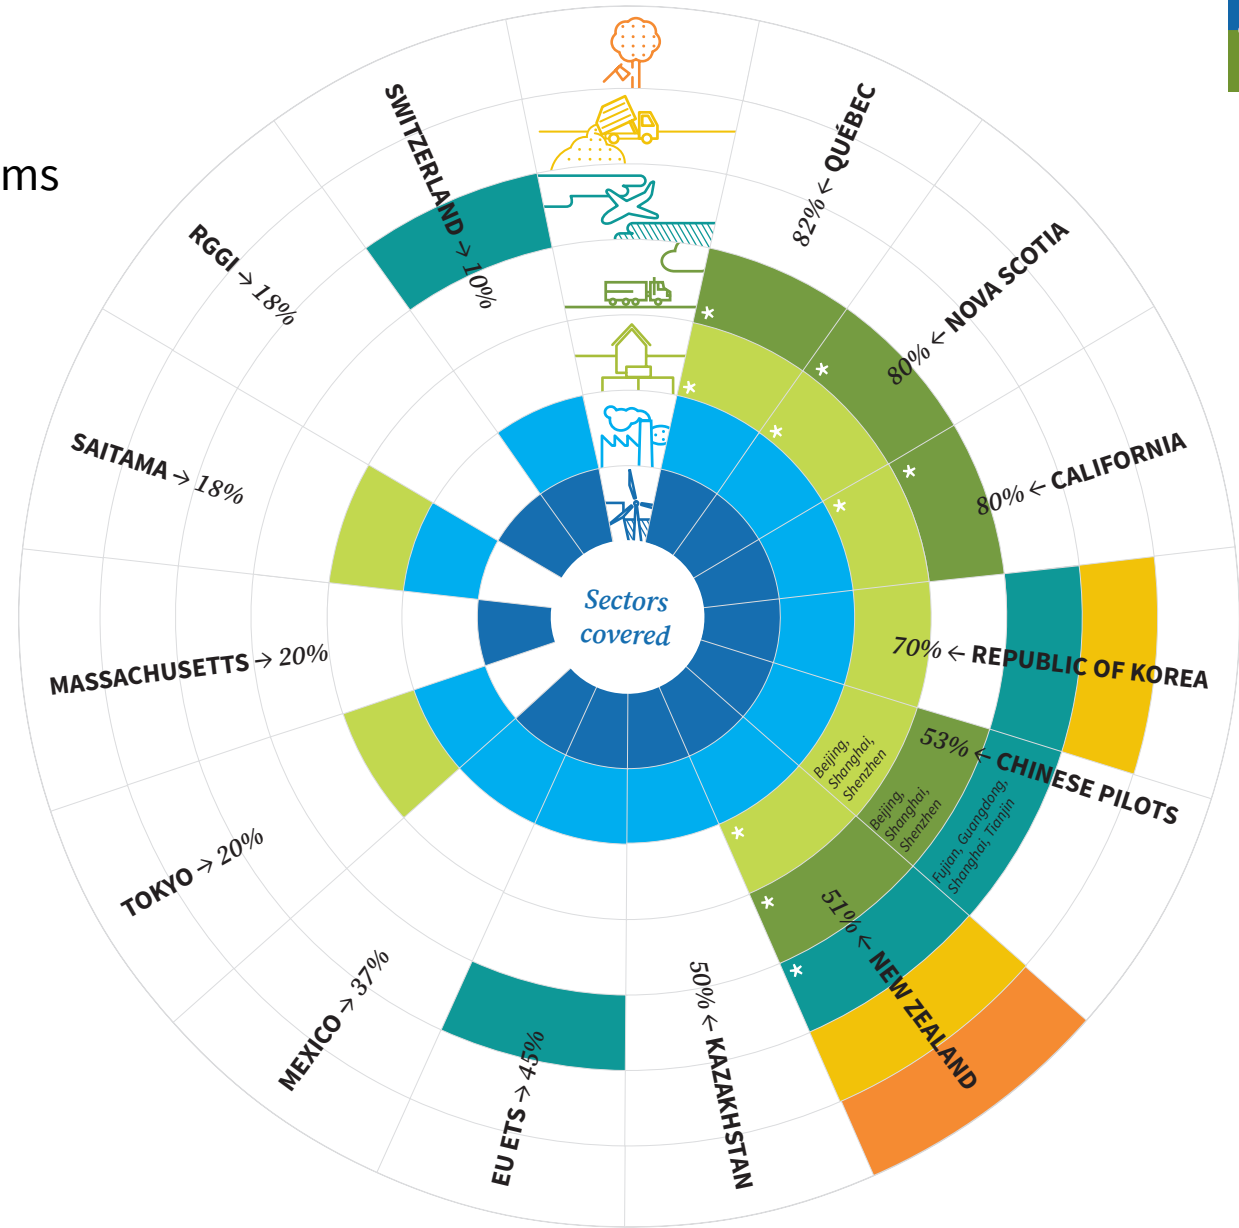 ms
82% ← QUÉBEC
80% ← NOVA SCOTIA
80% ← CALIFORNIA
70% ← REPUBLIC OF KOREA
53% ← CHINESE PILOTS
Beijing,
Shanghai,
Shenzhen
Beijing,
Shanghai,
Shenzhen
Fujian, Guangdong,
Shanghai, Tianjin
51% ← NEW ZEALAND
50% ← KAZAKHSTAN
EU ETS → 45%
MEXICO → 37%
TOKYO → 20%
MASSACHUSETTS → 20%
SAITAMA → 18%
RGGI → 18%
SWITZERLAND → 10%
Sectors
covered
*
*
*
*
*
*
*
*
*